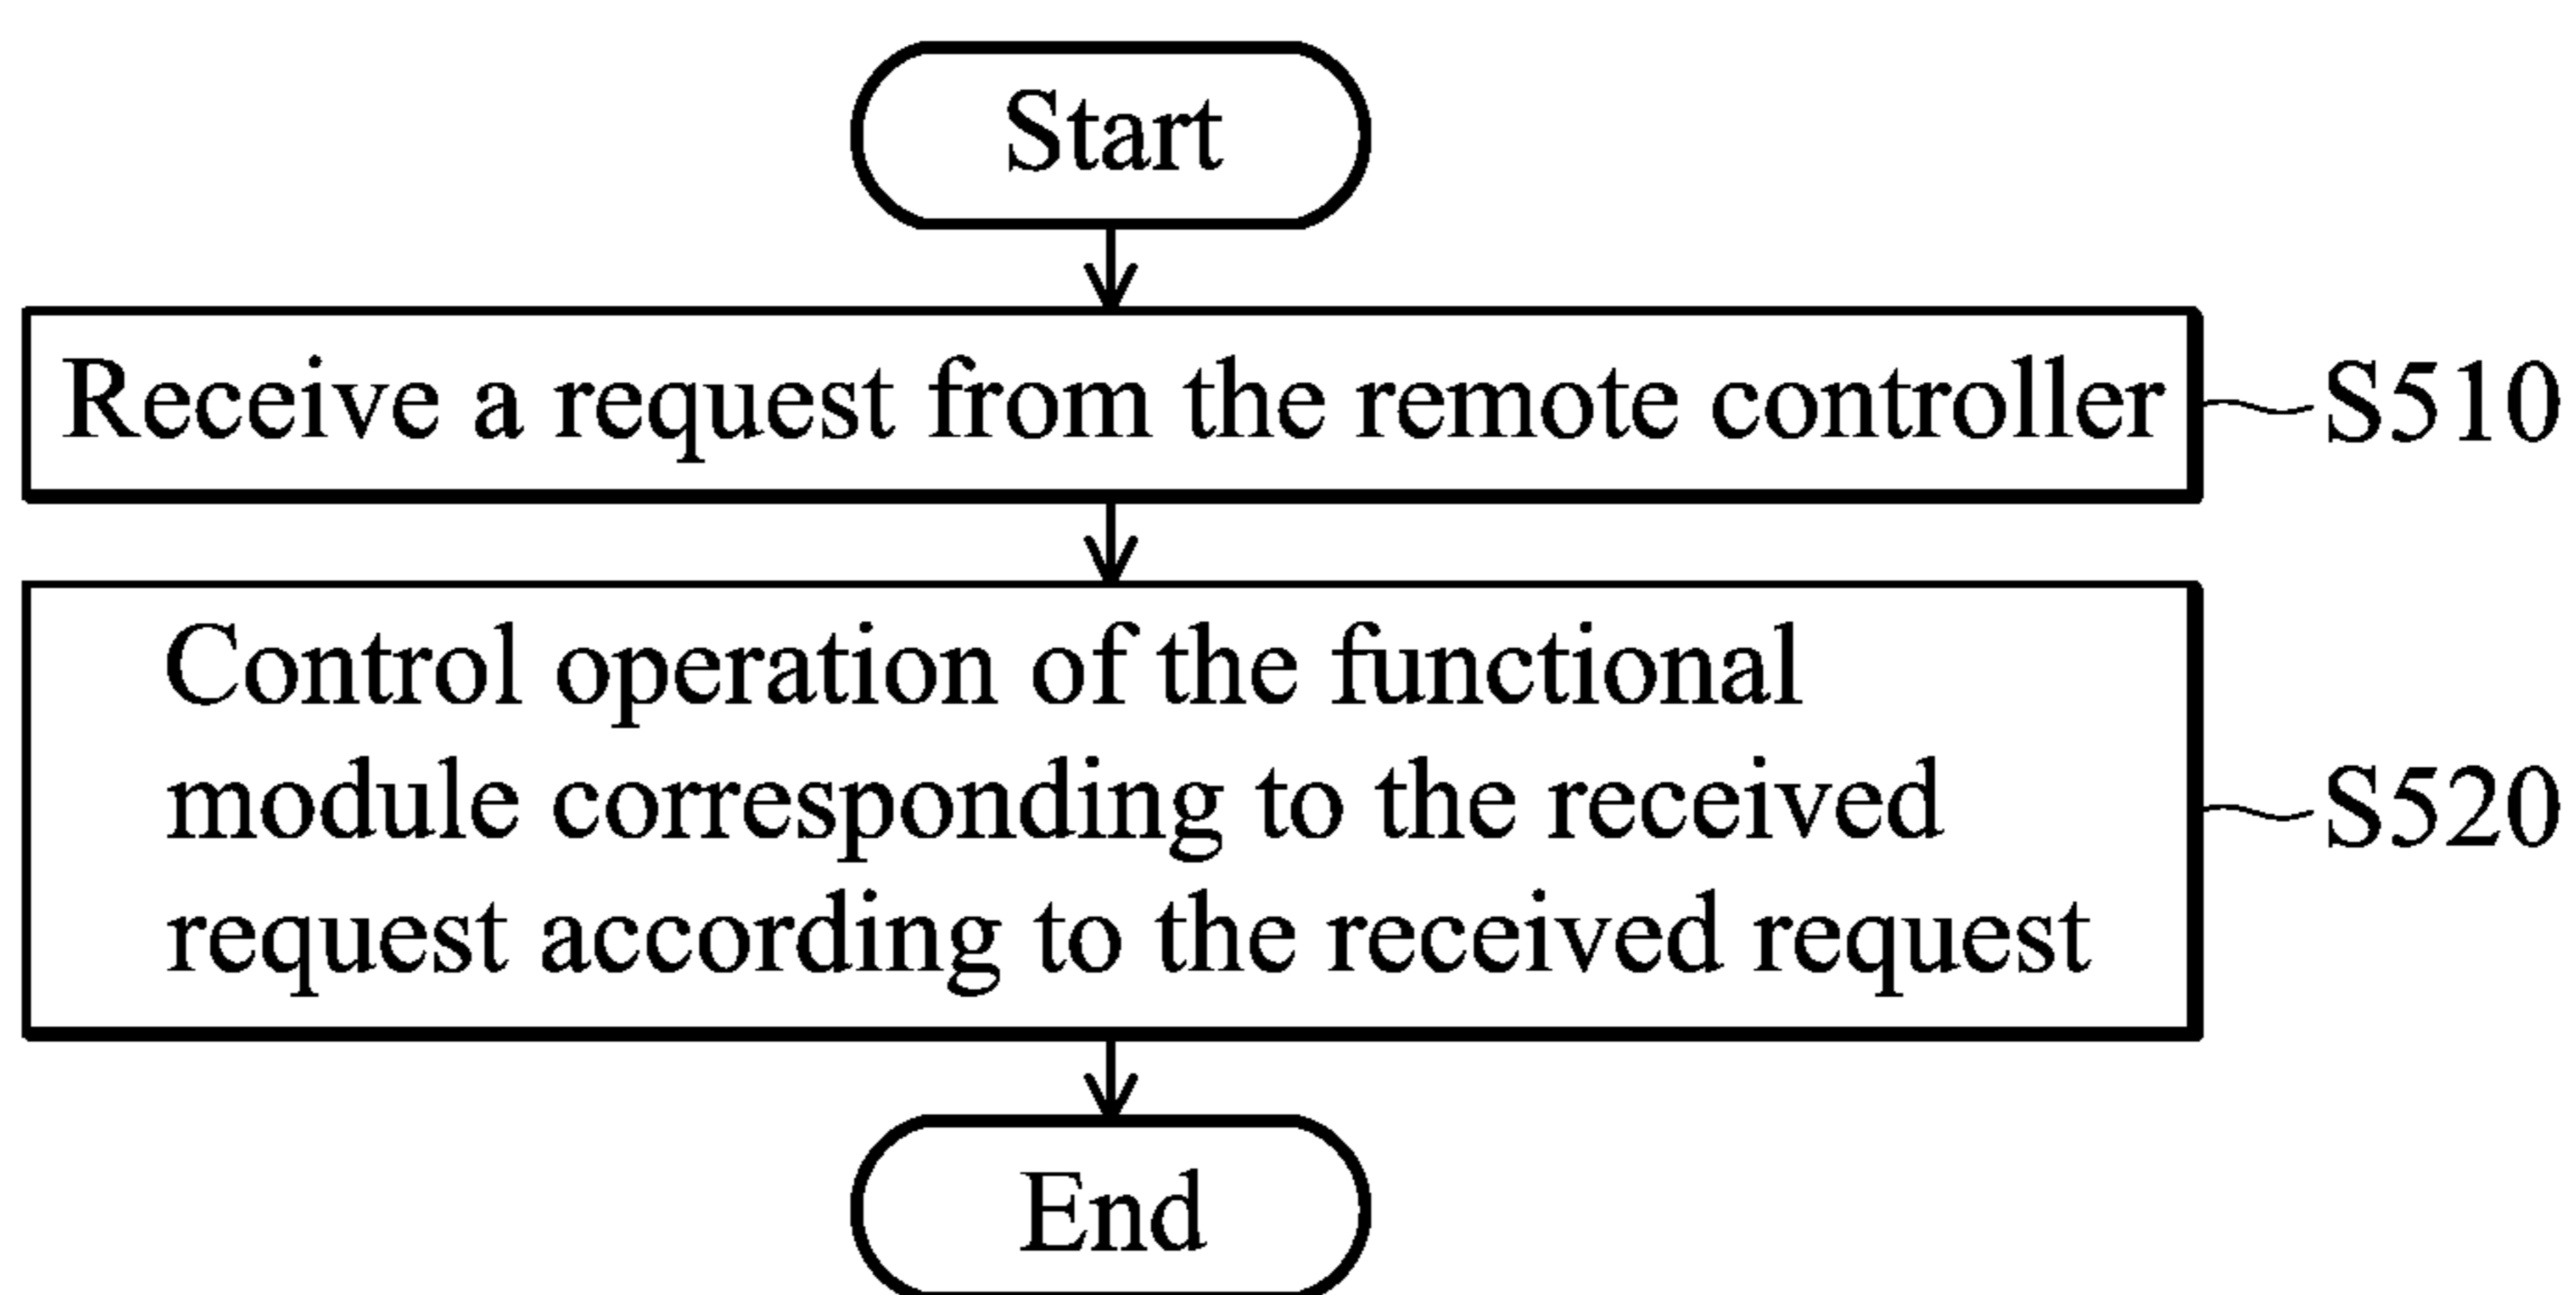 Start
Receive a request from the remote controller
S510
Control operation of the functional
module corresponding to the received
request according to the received request
S520
End